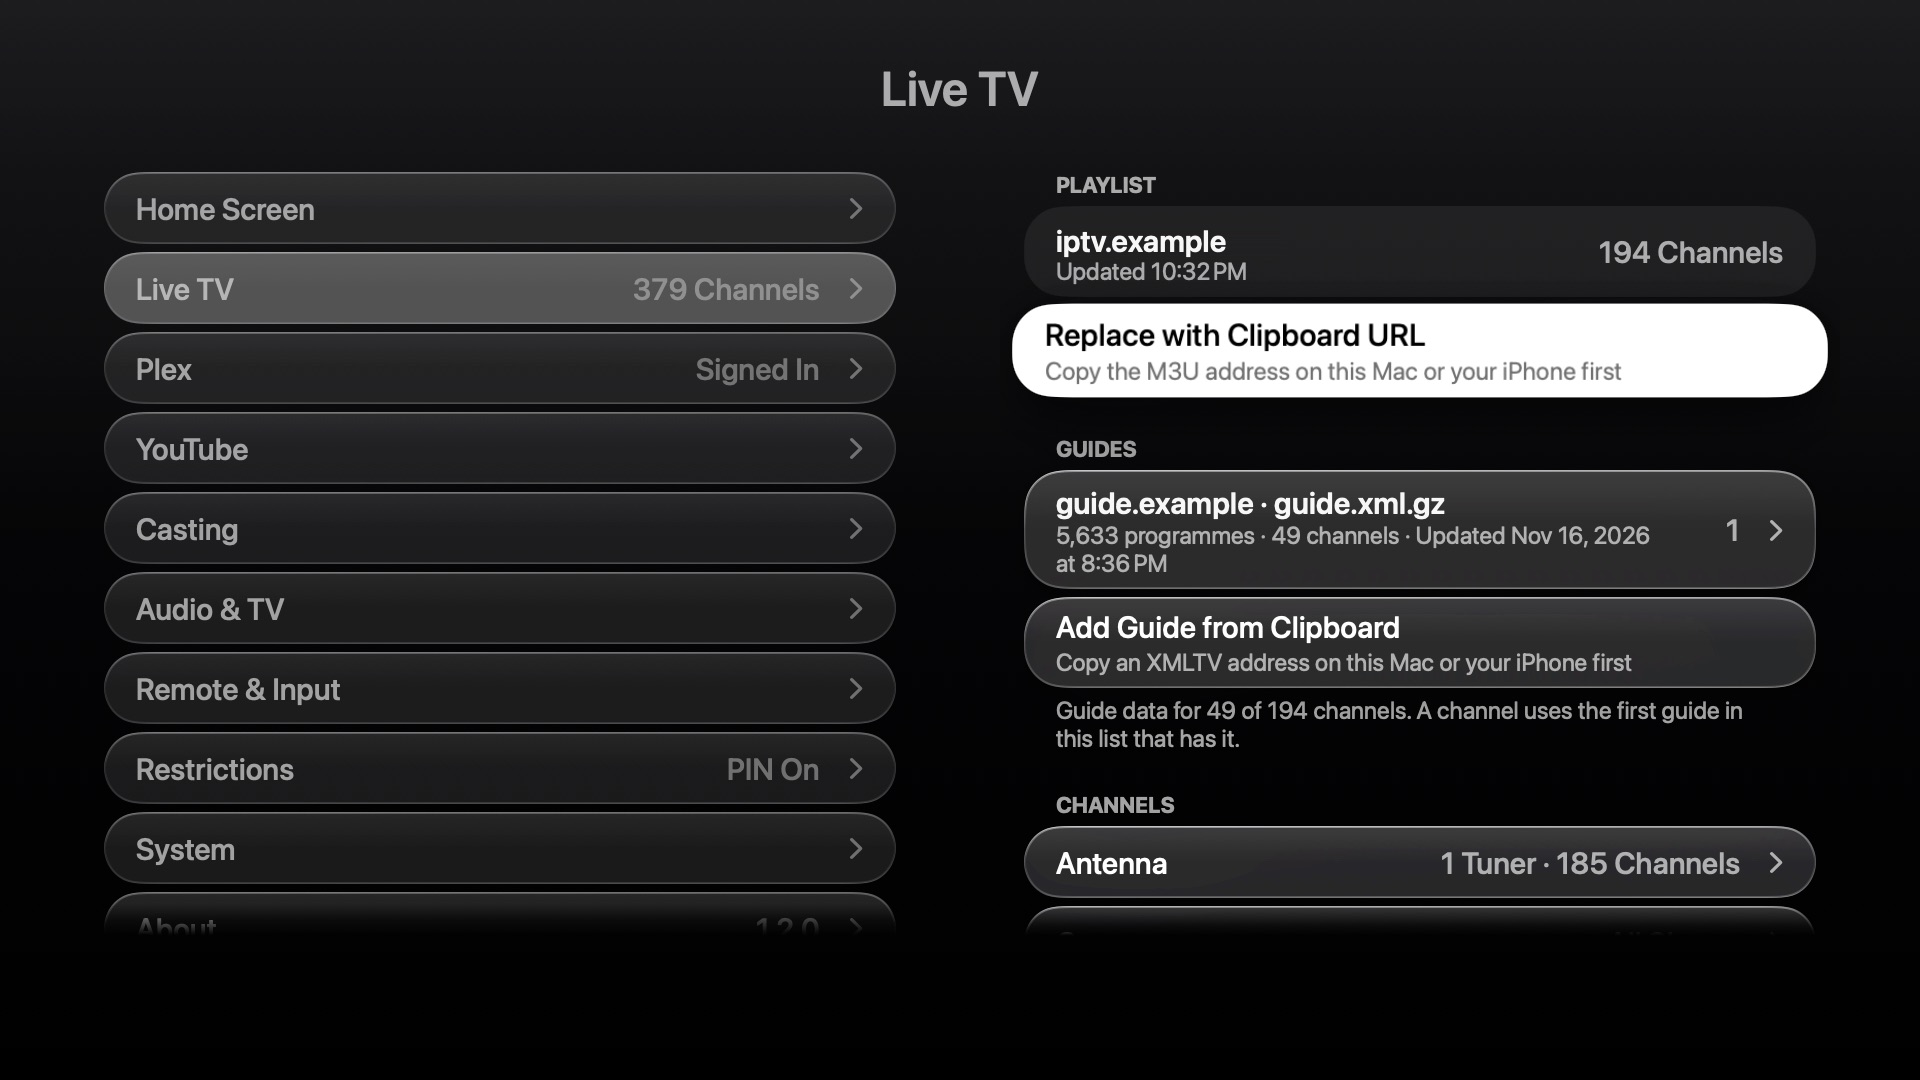 Live TV
Home Screen
Live TV 379 Channels
Plex Signed In
YouTube
Casting
Audio & TV
Remote & Input
Restrictions PIN On
System
About 1.2.0
PLAYLIST
iptv.example 194 Channels
Updated 10:32 PM
Replace with Clipboard URL
Copy the M3U address on this Mac or your iPhone first
GUIDES
guide.example · guide.xml.gz
5,633 programmes · 49 channels · Updated Nov 16, 2026 1
at 8:36 PM
Add Guide from Clipboard
Copy an XMLTV address on this Mac or your iPhone first
Guide data for 49 of 194 channels. A channel uses the first guide in
this list that has it.
CHANNELS
Antenna 1 Tuner · 185 Channels